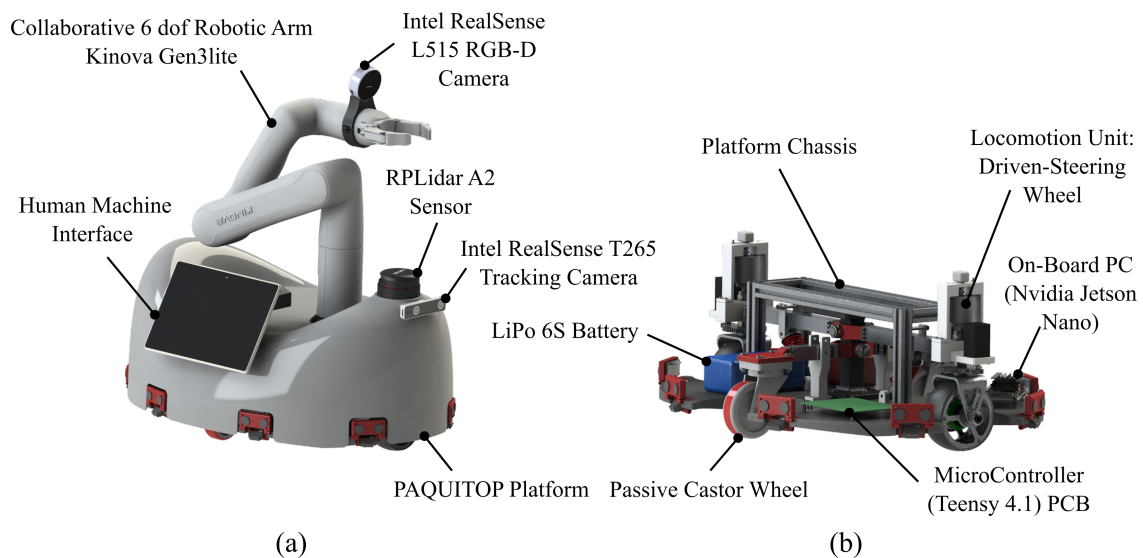 Collaborative 6 dof Robotic Arm
Kinova Gen3lite
Intel RealSense
L515 RGB-D
Camera
RPLidar A2
Sensor
Human Machine
Interface
KINOVA
Intel RealSense T265
Tracking Camera
PAQUITOP Platform
(a)
Platform Chassis
Locomotion Unit:
Driven-Steering
Wheel
On-Board PC
(Nvidia Jetson
Nano)
LiPo 6S Battery
Passive Castor Wheel
MicroController
(Teensy 4.1) PCB
(b)